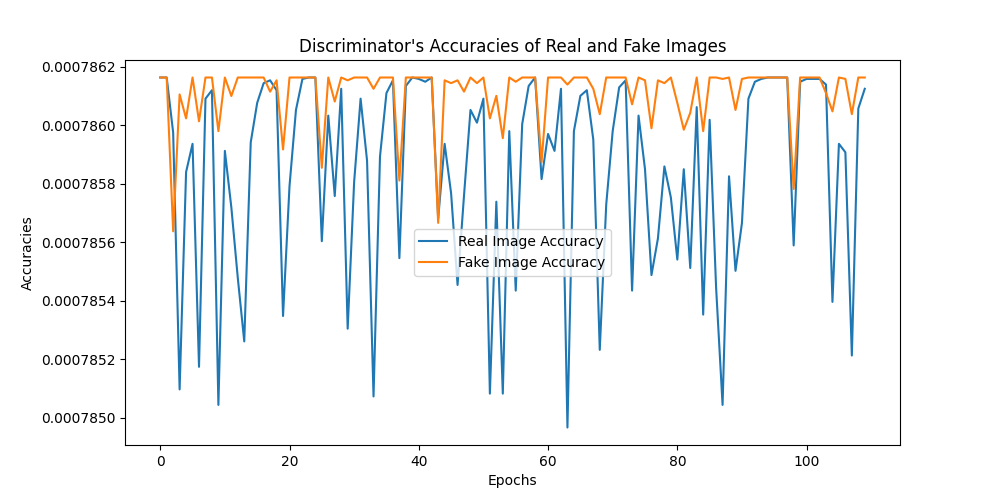 Discriminator's Accuracies of Real and Fake Images
0.0007862
0.0007860
0.0007858
0.0007856
0.0007854
0.0007852
0.0007850
Accuracies
Real Image Accuracy
Fake Image Accuracy
0 20 40 60 80 100
Epochs